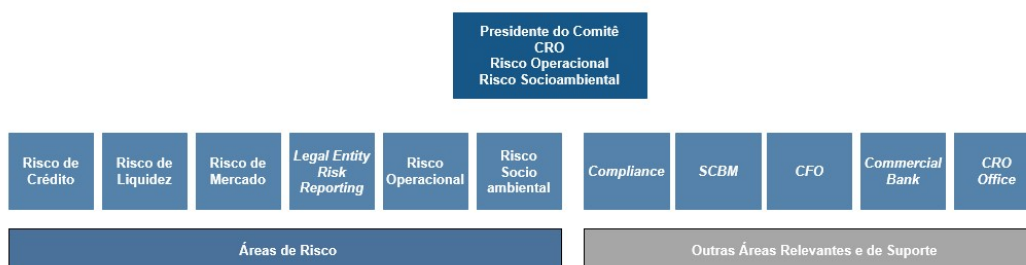 Presidente do Comitê
CRO
Risco Operacional
Risco Socioambiental
Risco de
Crédito
Risco de
Liquidez
Risco de
Mercado
Legal Entity
Risk
Reporting
Risco
Operacional
Risco
Socio
ambiental
Compliance
SCBM
CFO
Commercial
Bank
CRO
Office
Áreas de Risco
Outras Áreas Relevantes e de Suporte